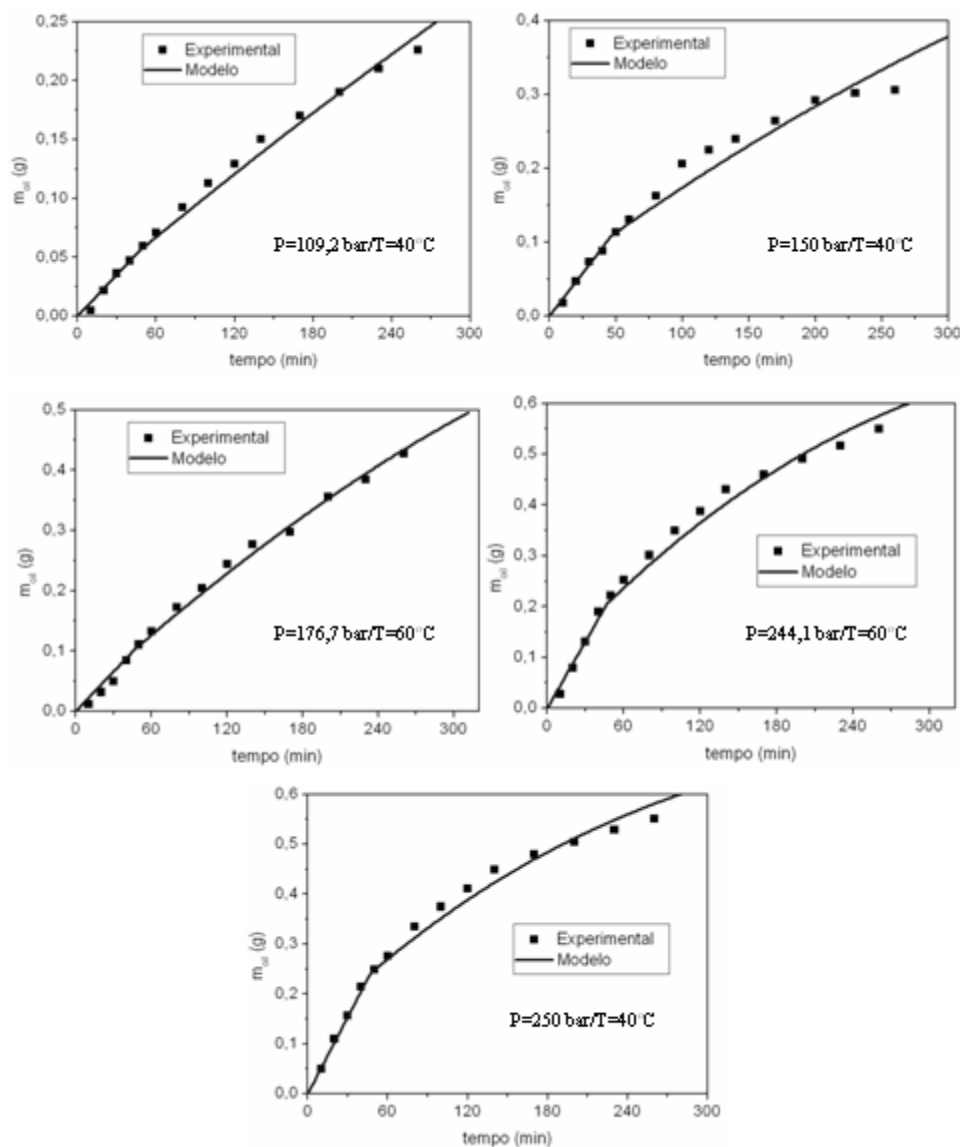 0,25
0,20
0,15
0,10
0,05
0,00
m_oil (g)
Experimental
Modelo
P=109,2 bar/T=40°C
0 60 120 180 240 300
tempo (min)
0,4
0,3
0,2
0,1
0,0
m_oil (g)
Experimental
Modelo
P=150 bar/T=40°C
0 50 100 150 200 250 300
tempo (min)
0,5
0,4
0,3
0,2
0,1
0,0
m_oil (g)
Experimental
Modelo
P=176,7 bar/T=60°C
0 60 120 180 240 300
tempo (min)
0,6
0,5
0,4
0,3
0,2
0,1
0,0
m_oil (g)
Experimental
Modelo
P=244,1 bar/T=60°C
0 60 120 180 240 300
tempo (min)
0,6
0,5
0,4
0,3
0,2
0,1
0,0
m_oil (g)
Experimental
Modelo
P=250 bar/T=40°C
0 60 120 180 240 300
tempo (min)